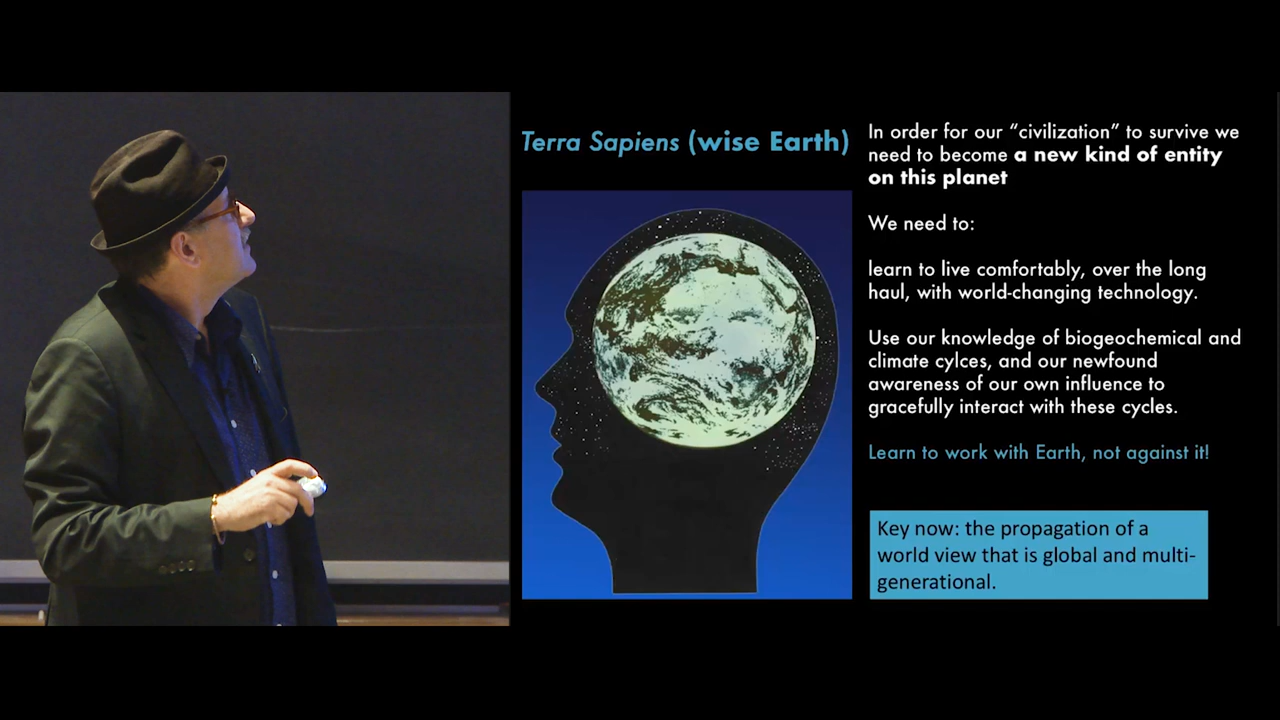 Terra Sapiens (wise Earth)
In order for our “civilization” to survive we
need to become a new kind of entity
on this planet
We need to:
learn to live comfortably, over the long
haul, with world-changing technology.
Use our knowledge of biogeochemical and
climate cylces, and our newfound
awareness of our own influence to
gracefully interact with these cycles.
Learn to work with Earth, not against it!
Key now: the propagation of a
world view that is global and multi-
generational.